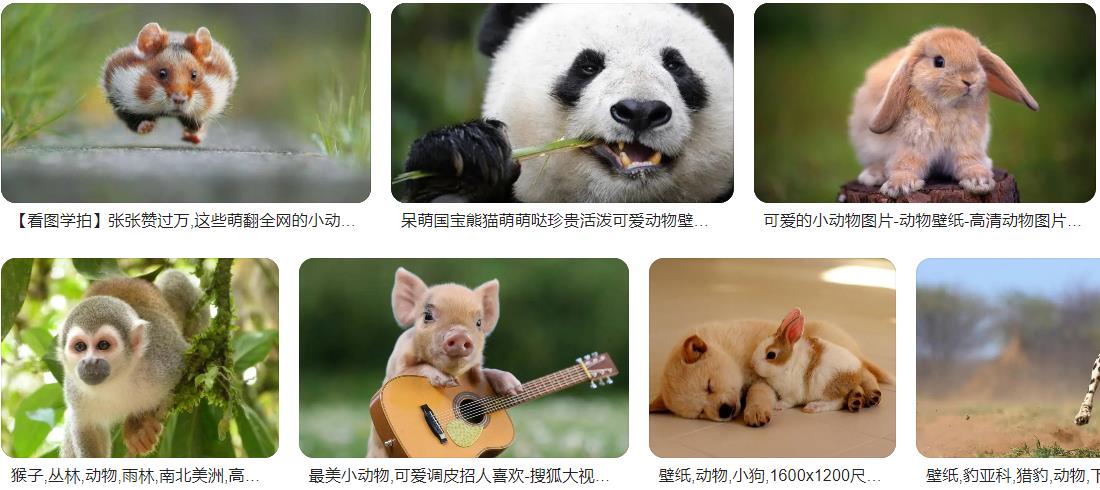 【看图学拍】张张赞过万,这些萌翻全网的小动...
呆萌国宝熊猫萌萌哒珍贵活泼可爱动物壁...
可爱的小动物图片-动物壁纸-高清动物图片...
猴子,丛林,动物,雨林,南北美洲,高...
最美小动物,可爱调皮招人喜欢-搜狐大视...
壁纸,动物,小狗,1600x1200尺...
壁纸,豹亚科,猎豹,动物,